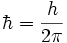 ħ = h / 2π